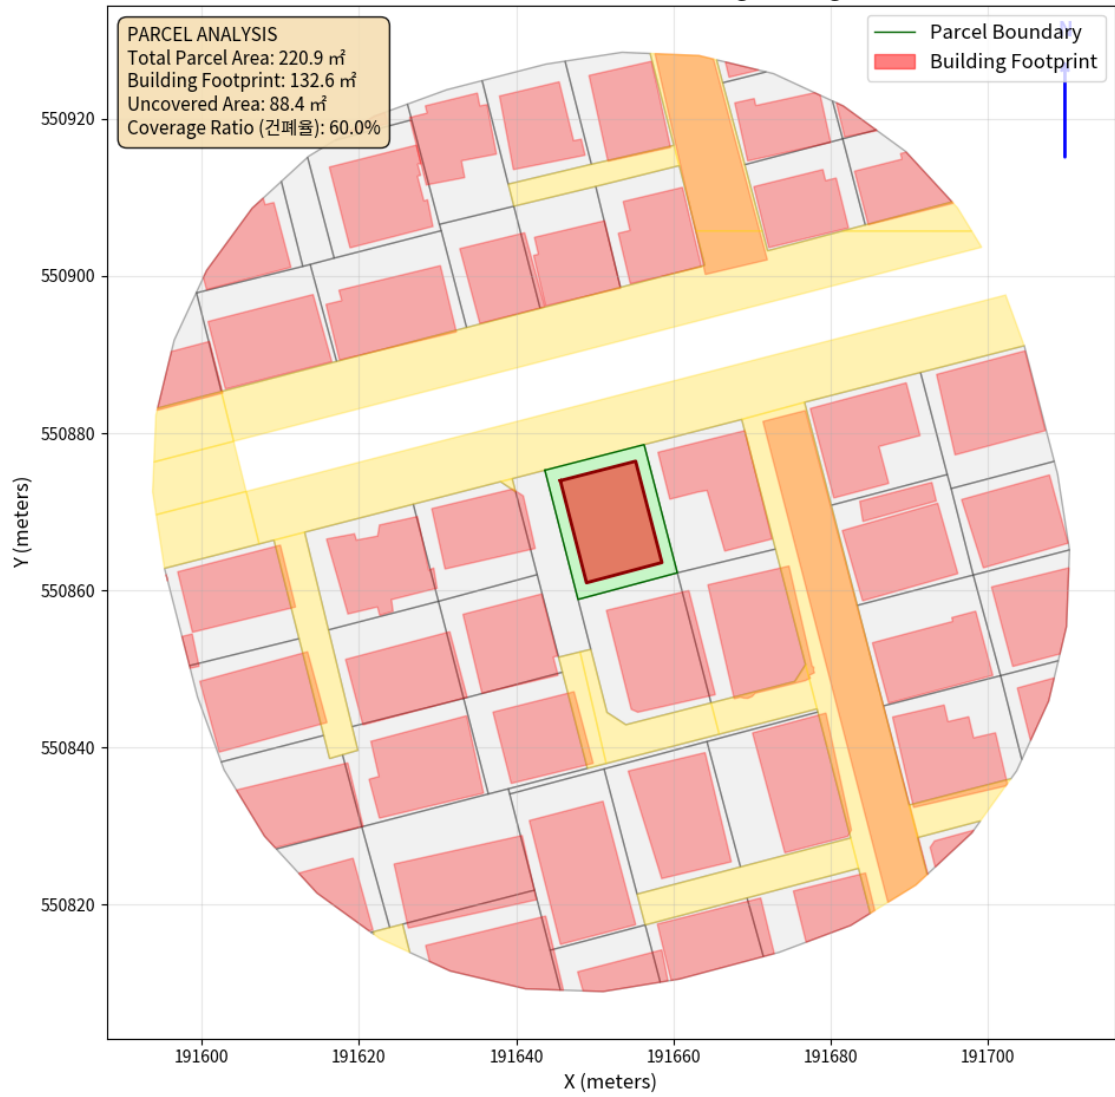 PARCEL ANALYSIS
Total Parcel Area: 220.9 ㎡
Building Footprint: 132.6 ㎡
Uncovered Area: 88.4 ㎡
Coverage Ratio (건폐율): 60.0%
N
Parcel Boundary
Building Footprint
550920
550900
550880
550860
550840
550820
Y (meters)
191600
191620
191640
191660
191680
191700
X (meters)